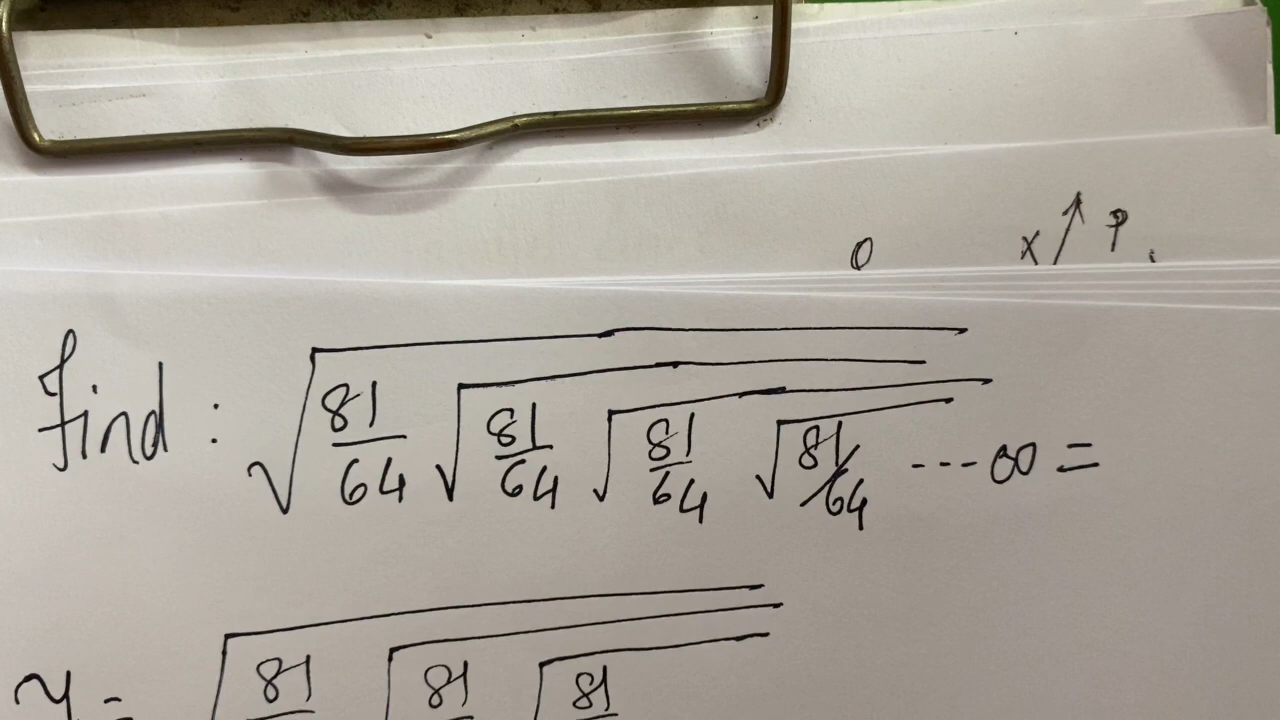 0 x ↑ P.
find : √(81/64 √(81/64 √(81/64 √(81/64 ---∞ =
y = √(81 √(81 √(81